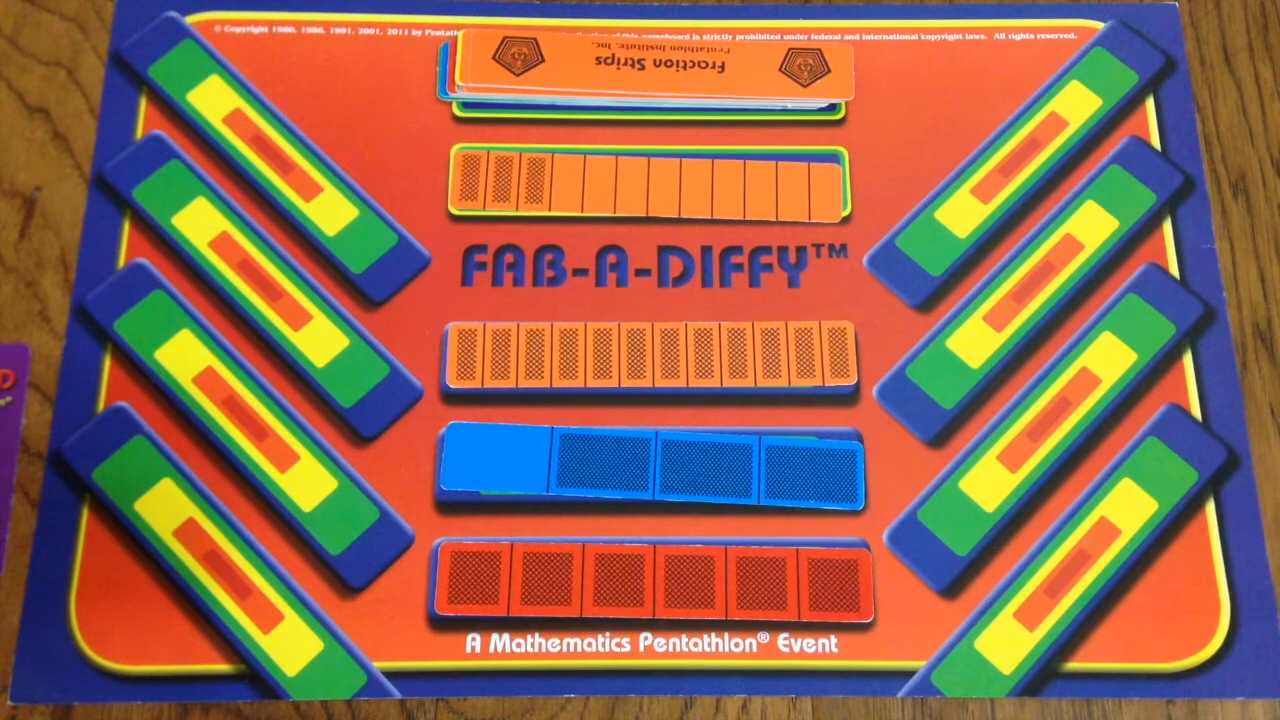 © Copyright 1980, 1986, 1991, 2001, 2011 by Pentath of this gameboard is strictly prohibited under federal and international copyright laws. All rights reserved.
Fraction Strips
Pentathlon Institute, Inc.
FAB-A-DIFFY™
A Mathematics Pentathlon® Event
D